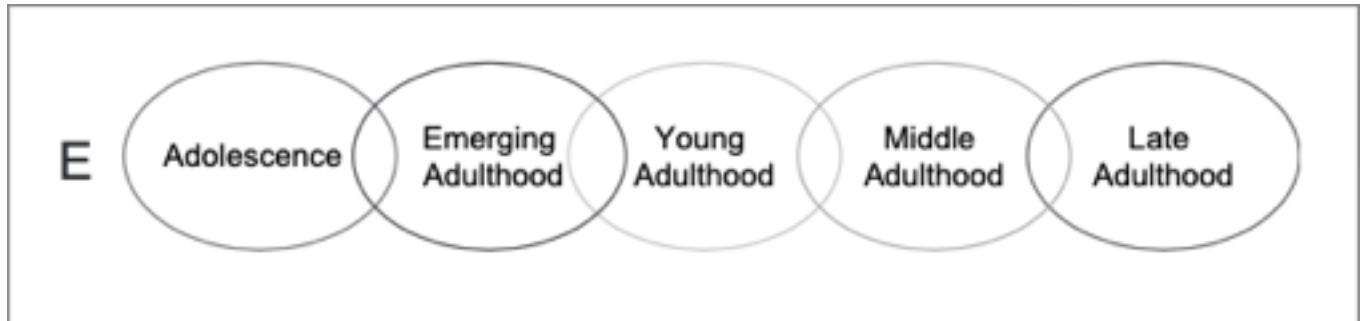 E
Adolescence
Emerging
Adulthood
Young
Adulthood
Middle
Adulthood
Late
Adulthood